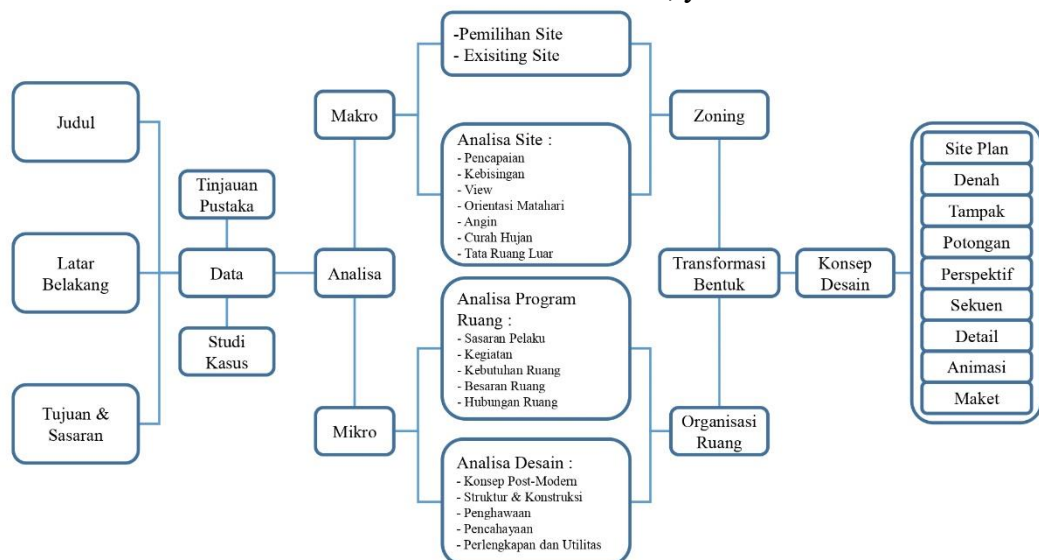 Judul
Latar
Belakang
Tujuan &
Sasaran
Tinjauan
Pustaka
Data
Studi
Kasus
Makro
Analisa
Mikro
-Pemilihan Site
- Exisiting Site
Analisa Site :
- Pencapaian
- Kebisingan
- View
- Orientasi Matahari
- Angin
- Curah Hujan
- Tata Ruang Luar
Analisa Program
Ruang :
- Sasaran Pelaku
- Kegiatan
- Kebutuhan Ruang
- Besaran Ruang
- Hubungan Ruang
Analisa Desain :
- Konsep Post-Modern
- Struktur & Konstruksi
- Penghawaan
- Pencahayaan
- Perlengkapan dan Utilitas
Zoning
Transformasi
Bentuk
Organisasi
Ruang
Konsep
Desain
Site Plan
Denah
Tampak
Potongan
Perspektif
Sekuen
Detail
Animasi
Maket